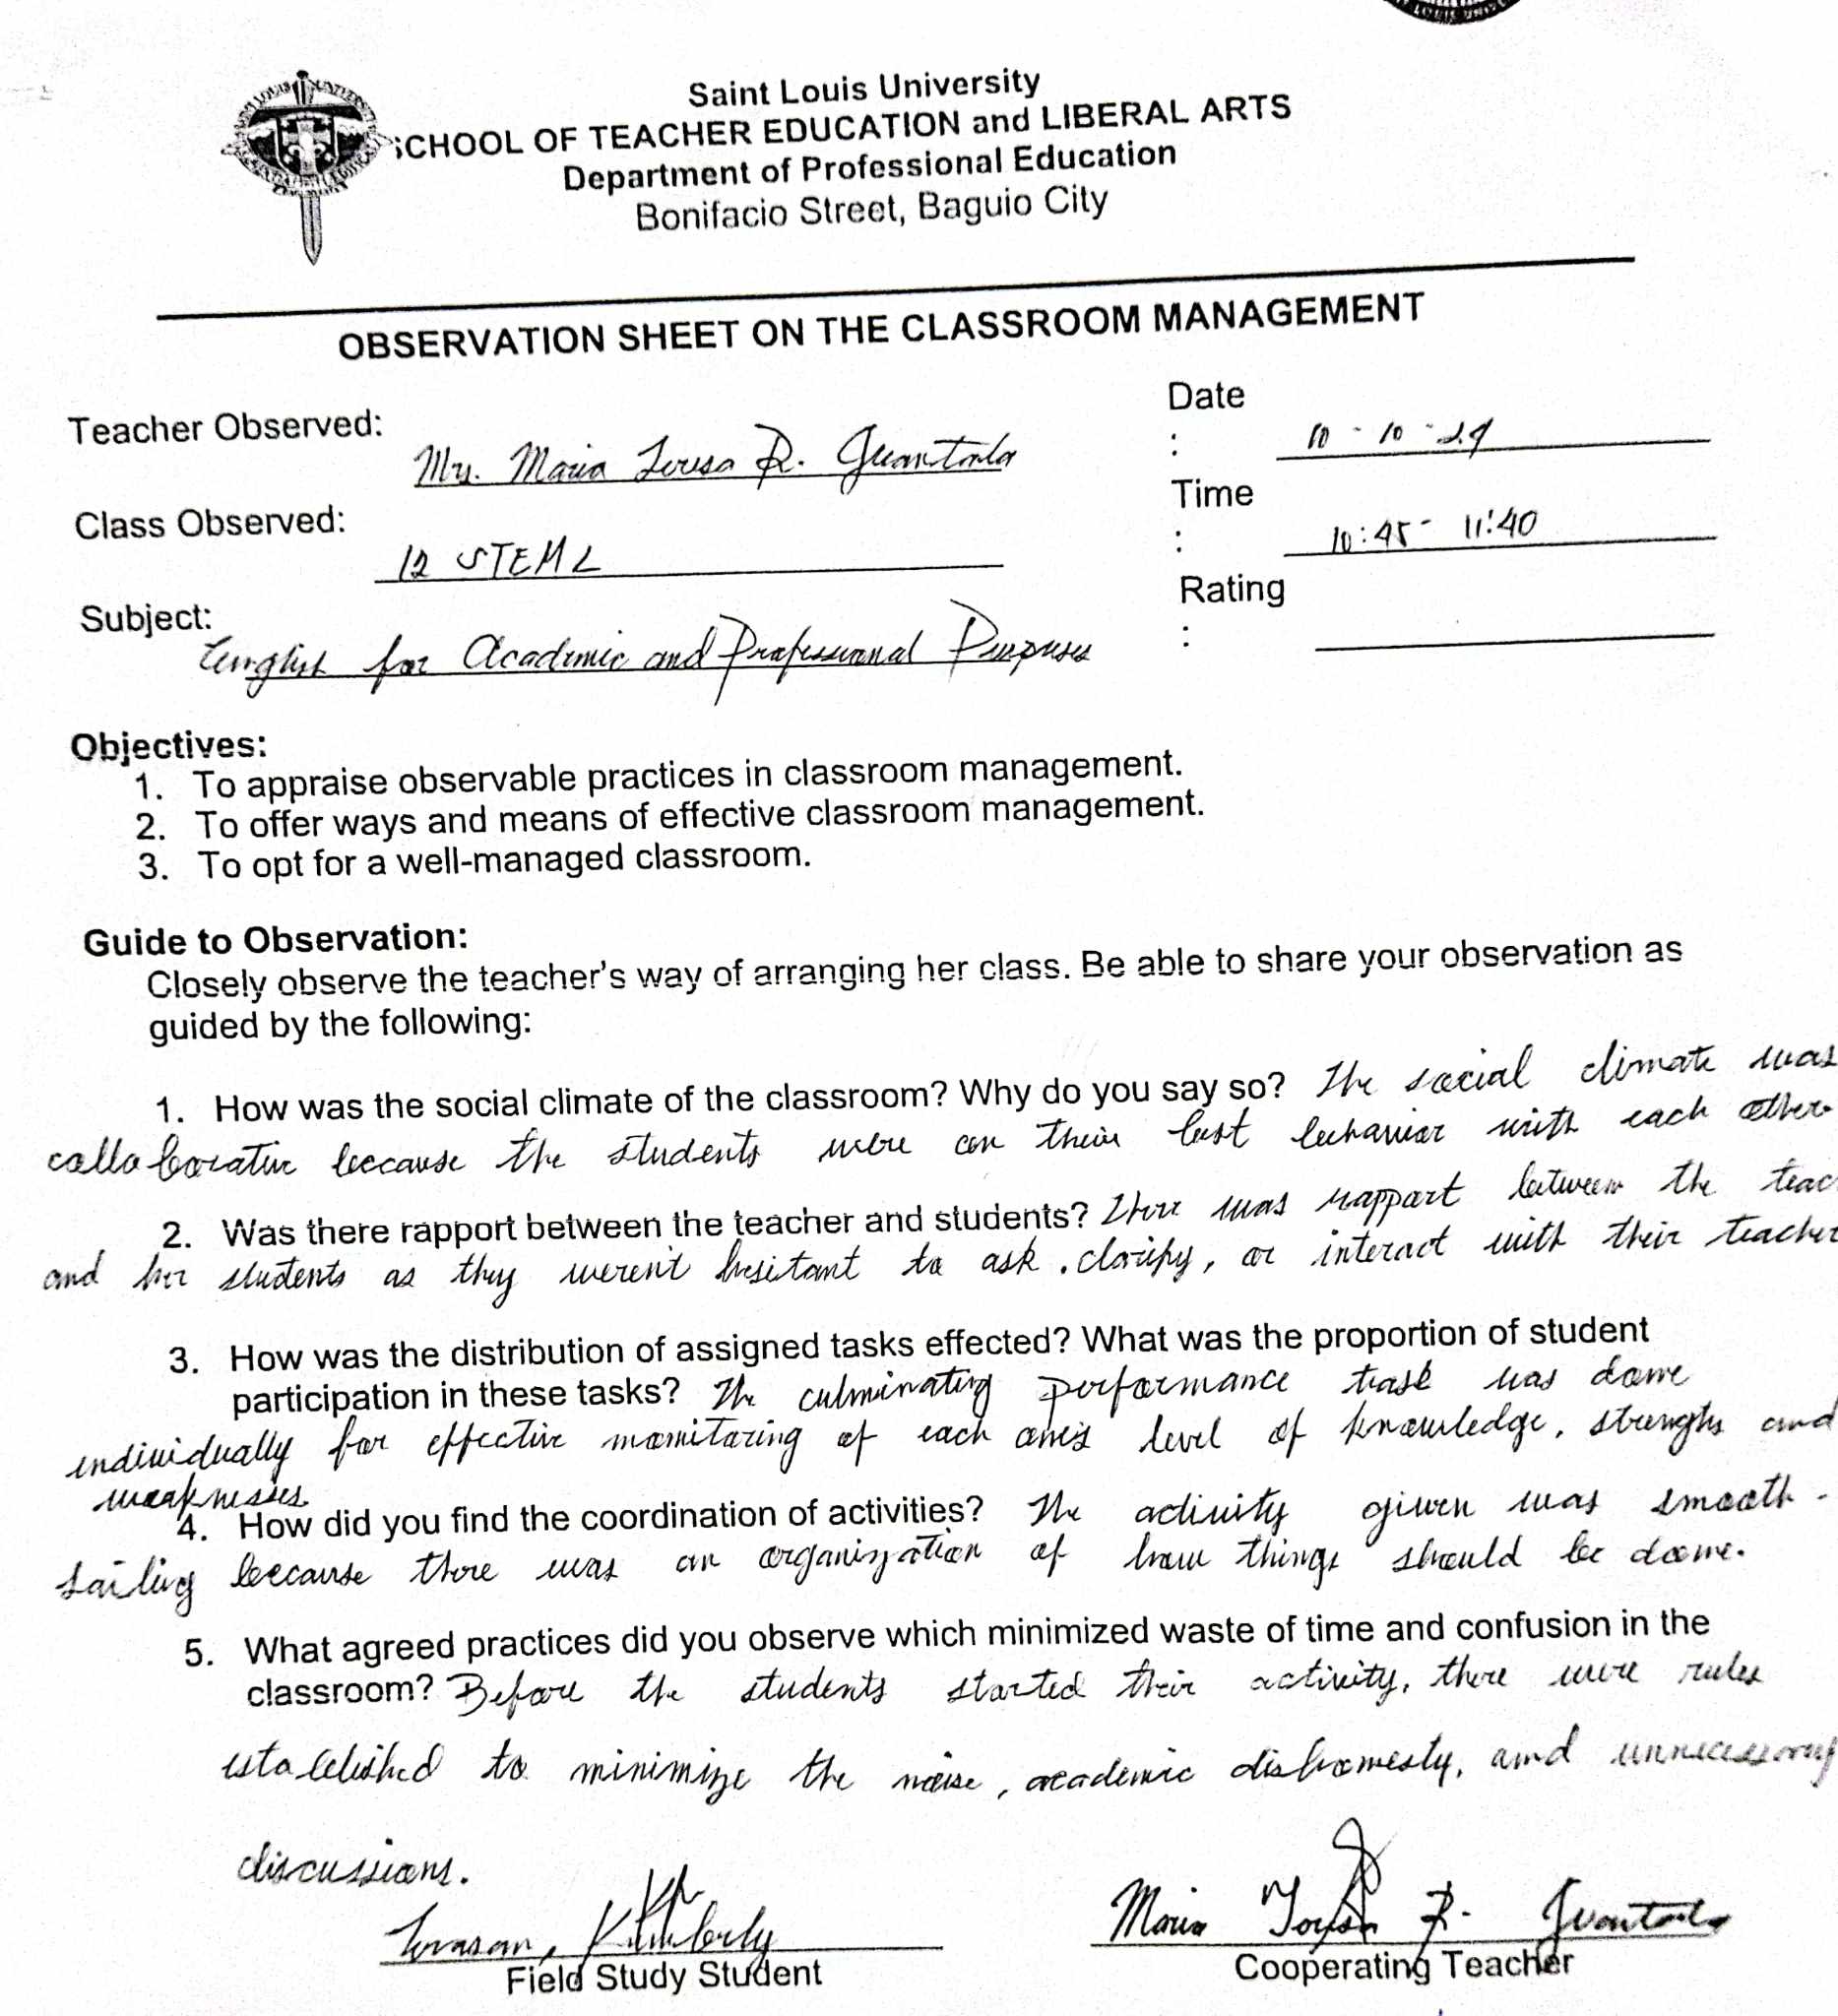 LOUIS UNIV
Saint Louis University
SCHOOL OF TEACHER EDUCATION and LIBERAL ARTS
Department of Professional Education
Bonifacio Street, Baguio City
OBSERVATION SHEET ON THE CLASSROOM MANAGEMENT
Teacher Observed: Mrs. Maria Teresa R.
Date : 10 - 10 - 24
Class Observed: 12 STEM
Time : 10:45 - 11:40
Subject: English for Academic and Professional Purposes
Rating :
Objectives:
1. To appraise observable practices in classroom management.
2. To offer ways and means of effective classroom management.
3. To opt for a well-managed classroom.
Guide to Observation:
Closely observe the teacher's way of arranging her class. Be able to share your observation as
guided by the following:
1. How was the social climate of the classroom? Why do you say so? The social climate was
collaborative because the students were on their best behavior with each other.
2. Was there rapport between the teacher and students? There was rapport between the teac
and her students as they weren't hesitant to ask, clarify, or interact with their teacher
3. How was the distribution of assigned tasks effected? What was the proportion of student
participation in these tasks? The culminating performance task was done
individually for effective monitoring of each one's level of knowledge, strengths and
weaknesses.
4. How did you find the coordination of activities? The activity given was smooth-
sailing because there was an organization of how things should be done.
5. What agreed practices did you observe which minimized waste of time and confusion in the
classroom? Before the students started their activity, there were rules
established to minimize the noise, academic dishonesty, and unnecessary
discussions.
Kimberly
Maria R.
Field Study Student
Cooperating Teacher